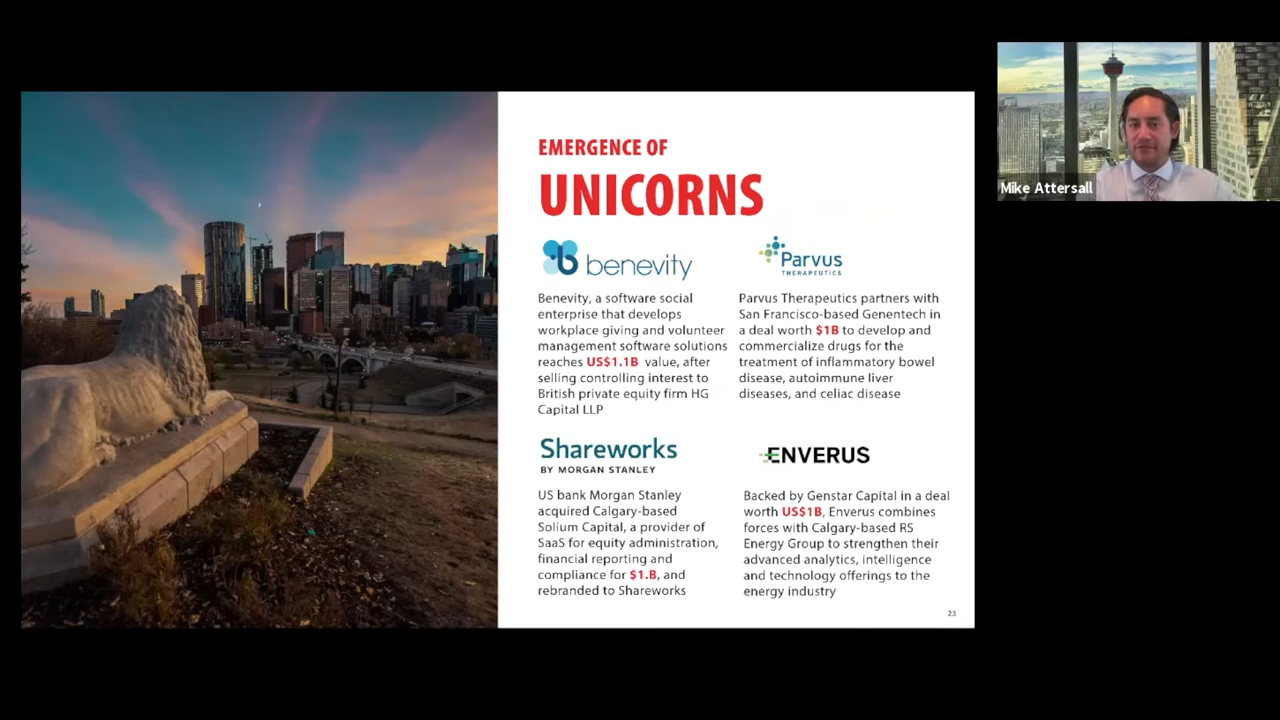 EMERGENCE OF
UNICORNS
benevity
Benevity, a software social
enterprise that develops
workplace giving and volunteer
management software solutions
reaches US$1.1B value, after
selling controlling interest to
British private equity firm HG
Capital LLP
Parvus
THERAPEUTICS
Parvus Therapeutics partners with
San Francisco-based Genentech in
a deal worth $1B to develop and
commercialize drugs for the
treatment of inflammatory bowel
disease, autoimmune liver
diseases, and celiac disease
Shareworks
BY MORGAN STANLEY
US bank Morgan Stanley
acquired Calgary-based
Solium Capital, a provider of
SaaS for equity administration,
financial reporting and
compliance for $1.B, and
rebranded to Shareworks
ENVERUS
Backed by Genstar Capital in a deal
worth US$1B, Enverus combines
forces with Calgary-based RS
Energy Group to strengthen their
advanced analytics, intelligence
and technology offerings to the
energy industry
23
Mike Attersall